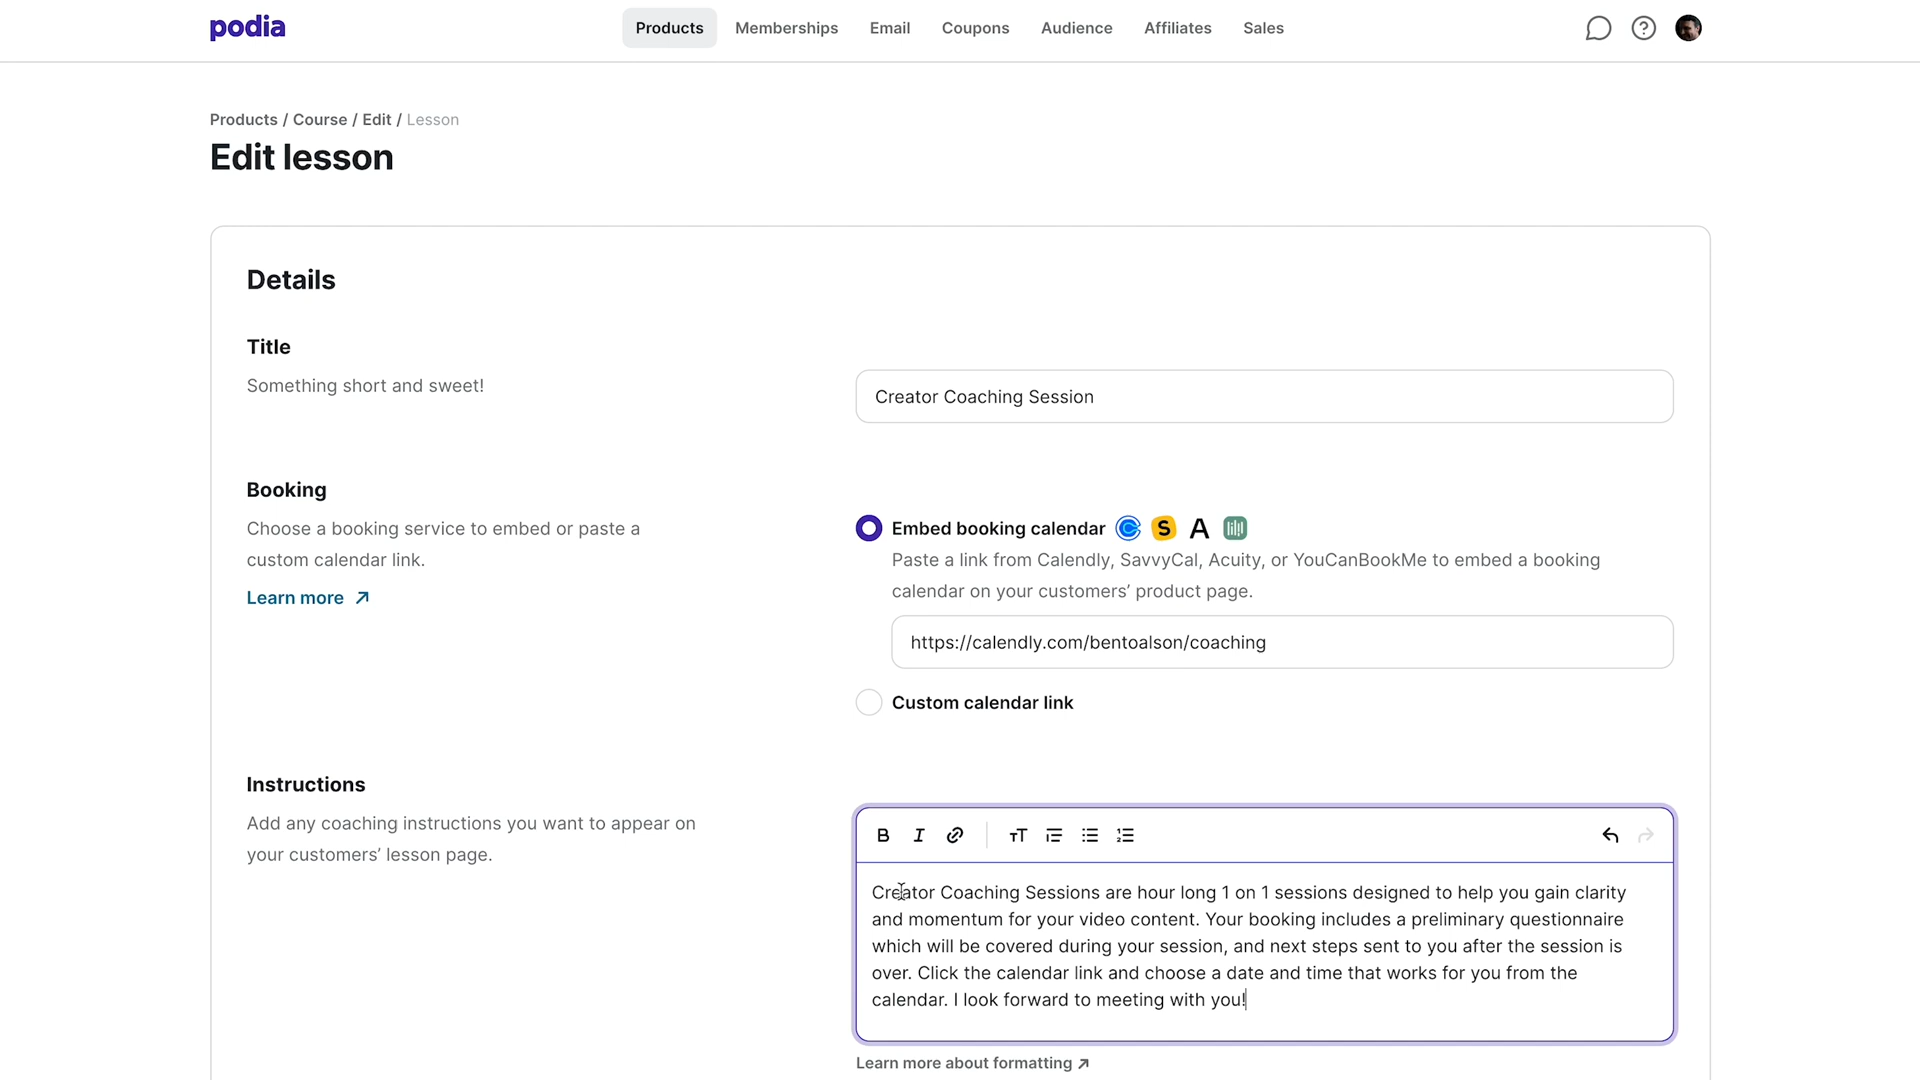 podia
Products Memberships Email Coupons Audience Affiliates Sales
Products / Course / Edit / Lesson
Edit lesson
Details
Title
Something short and sweet!
Creator Coaching Session
Booking
Choose a booking service to embed or paste a
custom calendar link.
Learn more
Embed booking calendar
Paste a link from Calendly, SavvyCal, Acuity, or YouCanBookMe to embed a booking
calendar on your customers’ product page.
https://calendly.com/bentoalson/coaching
Custom calendar link
Instructions
Add any coaching instructions you want to appear on
your customers’ lesson page.
Creator Coaching Sessions are hour long 1 on 1 sessions designed to help you gain clarity
and momentum for your video content. Your booking includes a preliminary questionnaire
which will be covered during your session, and next steps sent to you after the session is
over. Click the calendar link and choose a date and time that works for you from the
calendar. I look forward to meeting with you!
Learn more about formatting